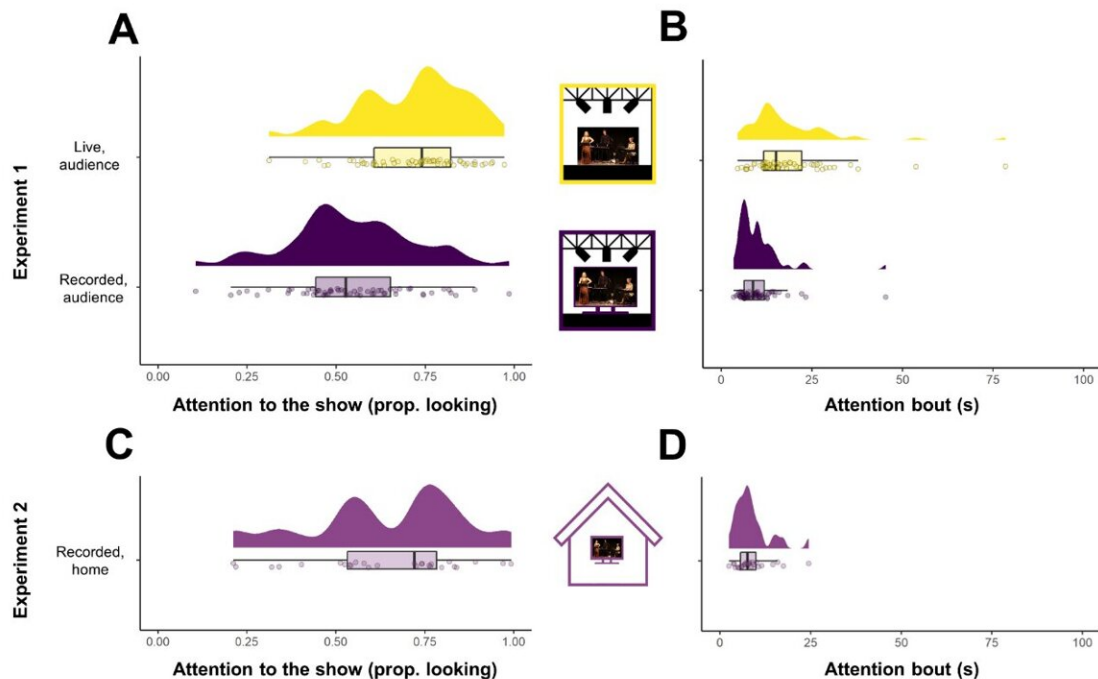 A
B
Experiment 1
Live,
audience
Recorded,
audience
0.00 0.25 0.50 0.75 1.00
Attention to the show (prop. looking)
0 25 50 75 100
Attention bout (s)
C
D
Experiment 2
Recorded,
home
0.00 0.25 0.50 0.75 1.00
Attention to the show (prop. looking)
0 25 50 75 100
Attention bout (s)